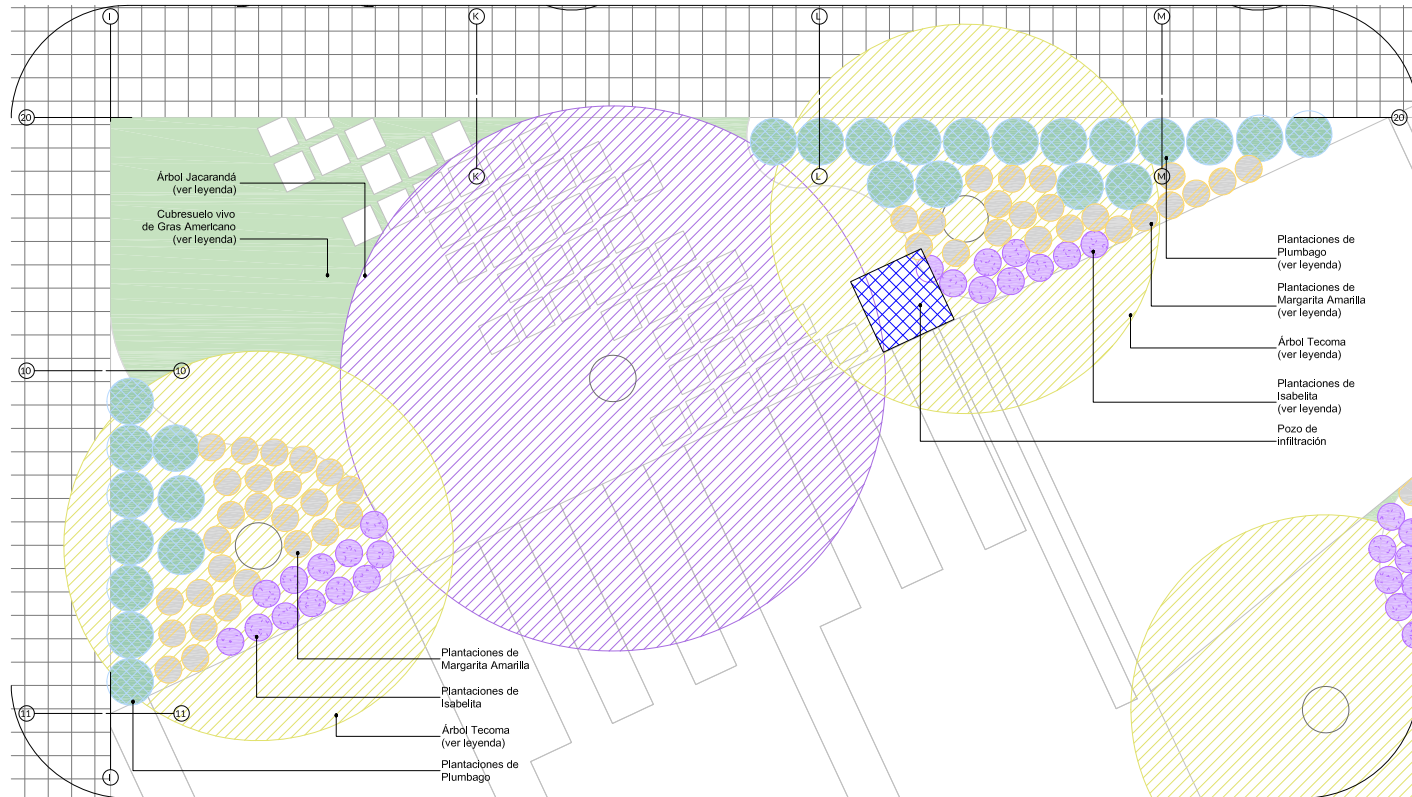 I
K
L
M
20
20
K
L
M
Árbol Jacarandá
(ver leyenda)
Cubresuelo vivo
de Gras Americano
(ver leyenda)
Plantaciones de
Plumbago
(ver leyenda)
Plantaciones de
Margarita Amarilla
(ver leyenda)
Árbol Tecoma
(ver leyenda)
Plantaciones de
Isabelita
(ver leyenda)
Pozo de
infiltración
10
10
Plantaciones de
Margarita Amarilla
Plantaciones de
Isabelita
Árbol Tecoma
(ver leyenda)
Plantaciones de
Plumbago
11
11
I